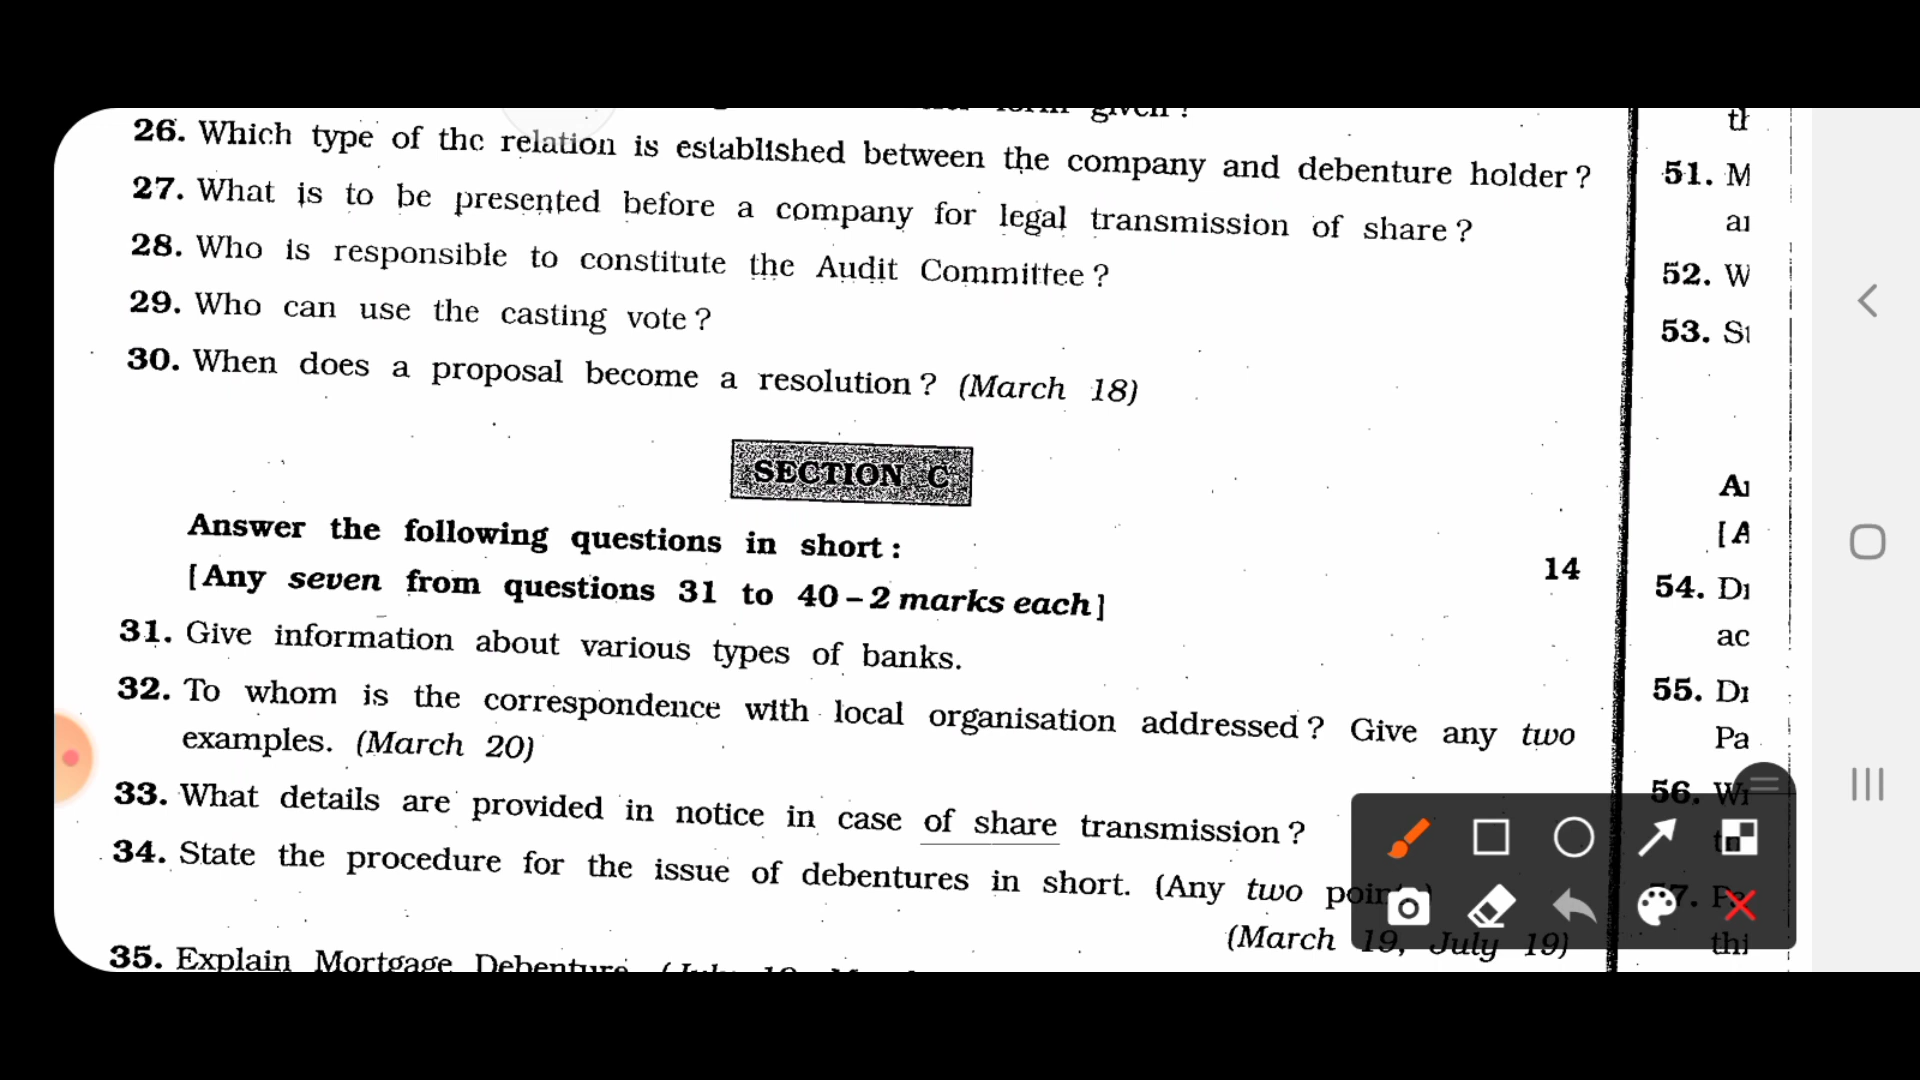 form given ?
26. Which type of the relation is established between the company and debenture holder ?
27. What is to be presented before a company for legal transmission of share ?
28. Who is responsible to constitute the Audit Committee ?
29. Who can use the casting vote ?
30. When does a proposal become a resolution ? (March 18)
SECTION C
Answer the following questions in short :
[Any seven from questions 31 to 40 – 2 marks each]
14
31. Give information about various types of banks.
32. To whom is the correspondence with local organisation addressed ? Give any two
examples. (March 20)
33. What details are provided in notice in case of share transmission ?
34. State the procedure for the issue of debentures in short. (Any two
(March 19, July 19)
35. Explain Mortgage Debenture.
51. M
52. W
53.
[A
54.
ac
55.
Pa
56.